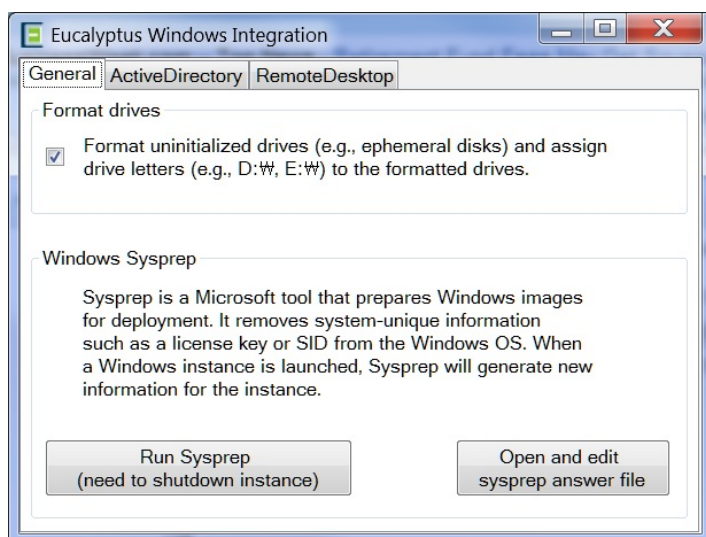 Eucalyptus Windows Integration
General ActiveDirectory RemoteDesktop
Format drives
Format uninitialized drives (e.g., ephemeral disks) and assign
drive letters (e.g., D:₩, E:₩) to the formatted drives.
Windows Sysprep
Sysprep is a Microsoft tool that prepares Windows images
for deployment. It removes system-unique information
such as a license key or SID from the Windows OS. When
a Windows instance is launched, Sysprep will generate new
information for the instance.
Run Sysprep
(need to shutdown instance)
Open and edit
sysprep answer file